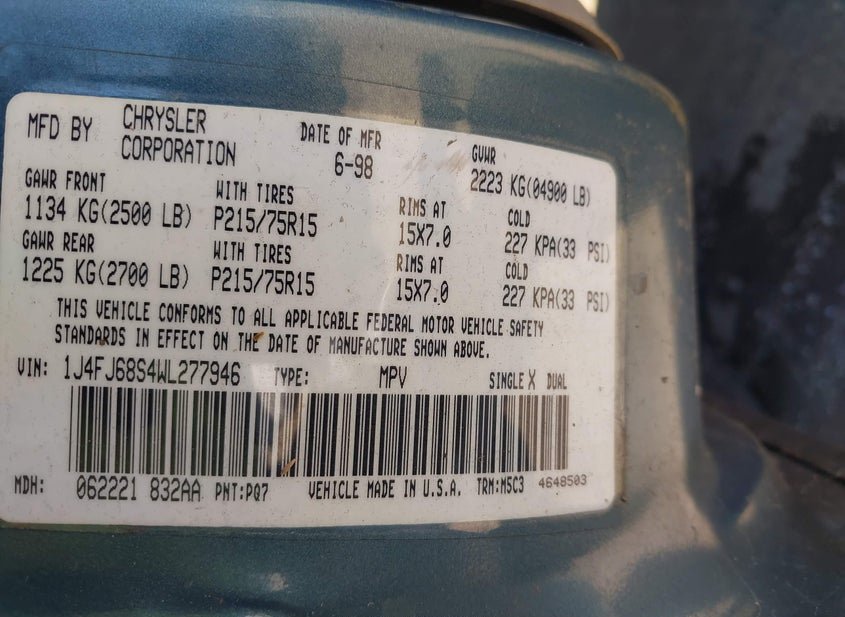 MFD BY CHRYSLER CORPORATION DATE OF MFR 6-98 GVWR 2223 KG(04900 LB)
GAWR FRONT WITH TIRES RIMS AT COLD
1134 KG(2500 LB) P215/75R15 15X7.0 227 KPA(33 PSI)
GAWR REAR WITH TIRES RIMS AT COLD
1225 KG(2700 LB) P215/75R15 15X7.0 227 KPA(33 PSI)
THIS VEHICLE CONFORMS TO ALL APPLICABLE FEDERAL MOTOR VEHICLE SAFETY
STANDARDS IN EFFECT ON THE DATE OF MANUFACTURE SHOWN ABOVE.
VIN: 1J4FJ68S4WL277946 TYPE: MPV SINGLE X DUAL
MDH: 062221 832AA PNT:PQ7 VEHICLE MADE IN U.S.A. TRN:M5C3 4648503